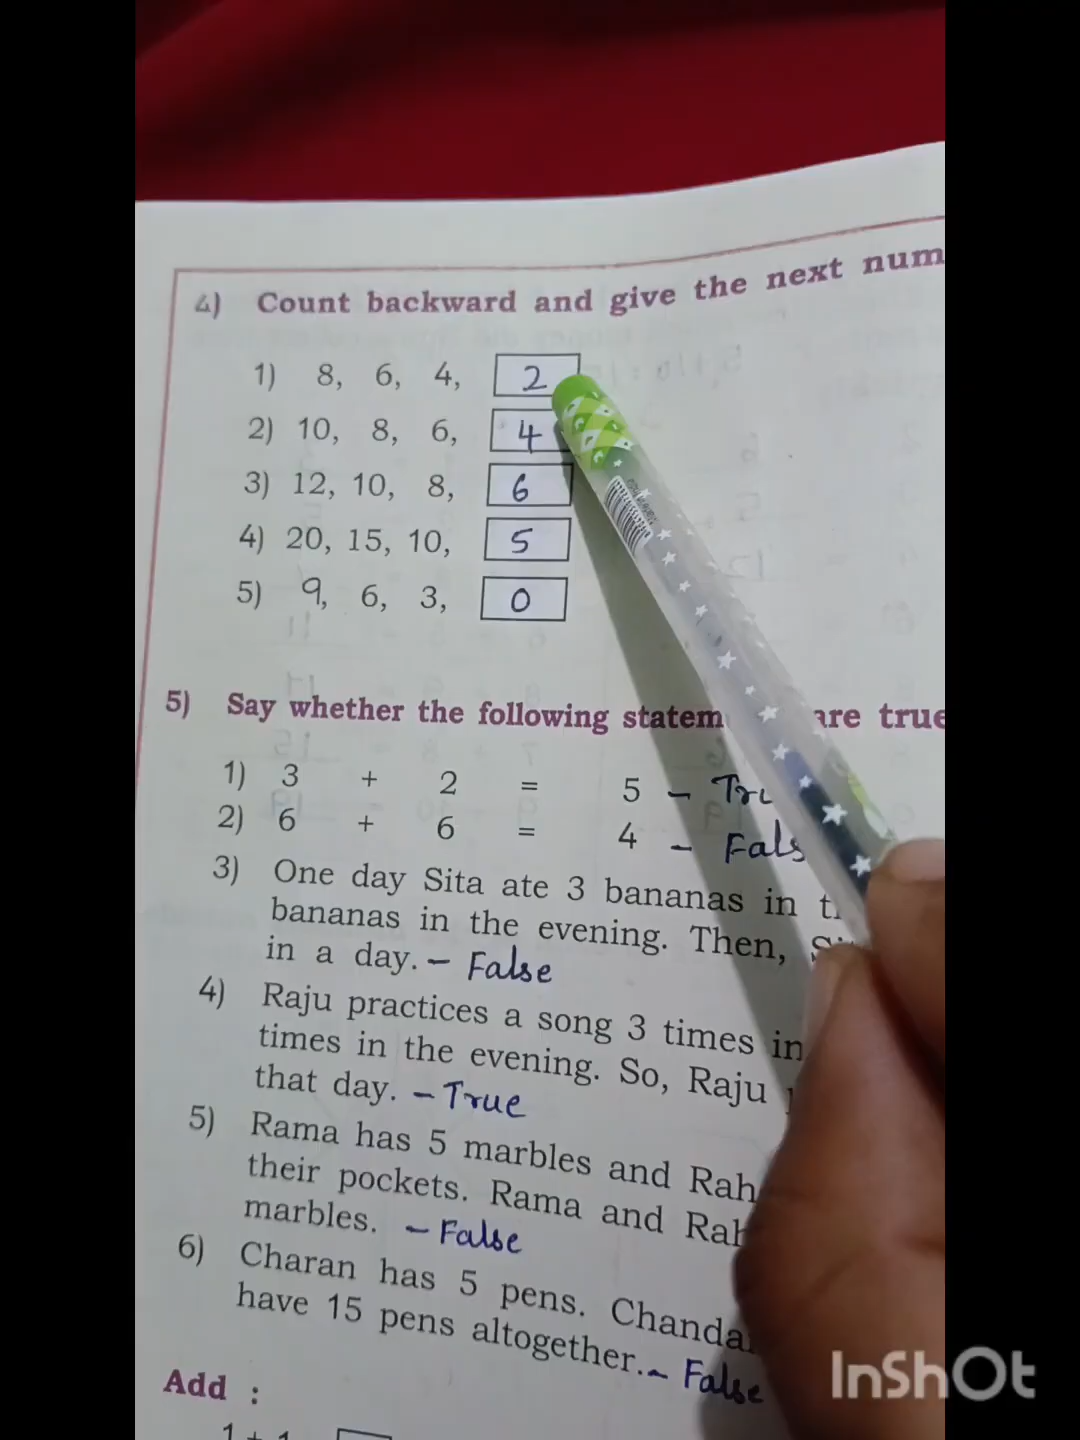 4) Count backward and give the next num
1) 8, 6, 4, 2
2) 10, 8, 6, 4
3) 12, 10, 8, 6
4) 20, 15, 10, 5
5) 9, 6, 3, 0
5) Say whether the following statem are true
1) 3 + 2 = 5 - Tru
2) 6 + 6 = 4 - Fals
3) One day Sita ate 3 bananas in
bananas in the evening. Then,
in a day. - False
4) Raju practices a song 3 times in
times in the evening. So, Raju
that day. - True
5) Rama has 5 marbles and Rah
their pockets. Rama and Rah
marbles. - False
6) Charan has 5 pens. Chanda
have 15 pens altogether. - False
Add :
1 + 1
InShOt